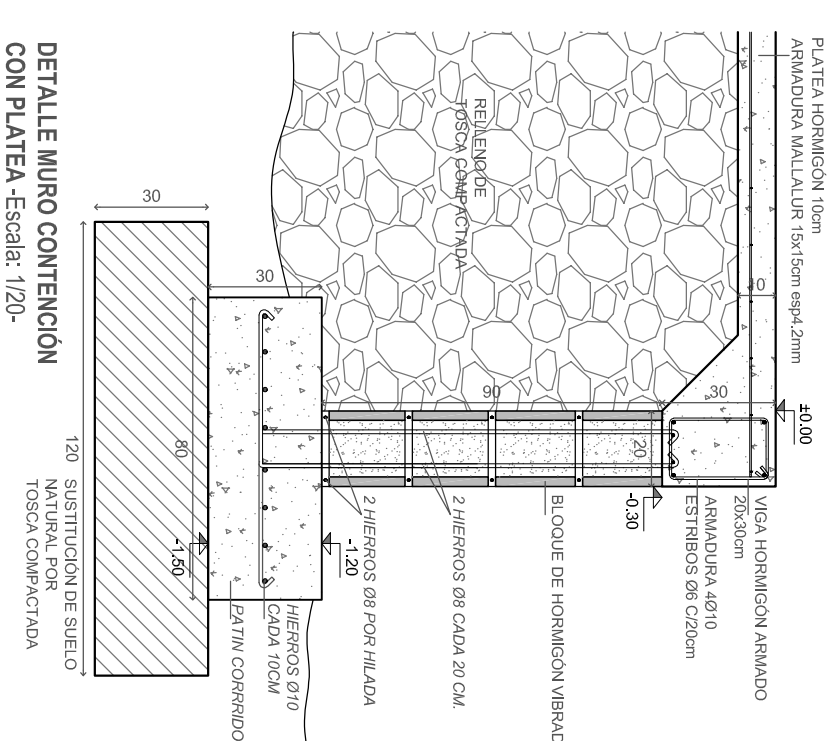 PLATEA HORMIGÓN 10cm
ARMADURA MALLALUR 15x15cm esp4.2mm
10
±0.00
30
VIGA HORMIGÓN ARMADO
20x30cm
ARMADURA 4Ø10
ESTRIBOS Ø6 C/20cm
-0.30
20
90
RELLENO DE
TOSCA COMPACTADA
BLOQUE DE HORMIGÓN VIBRAD
2 HIERROS Ø8 CADA 20 CM.
2 HIERROS Ø8 POR HILADA
-1.20
30
HIERROS Ø10
CADA 10CM
PATIN CORRRIDO
80
-1.50
30
120
SUSTITUCIÓN DE SUELO
NATURAL POR
TOSCA COMPACTADA
DETALLE MURO CONTENCIÓN
CON PLATEA -Escala: 1/20-